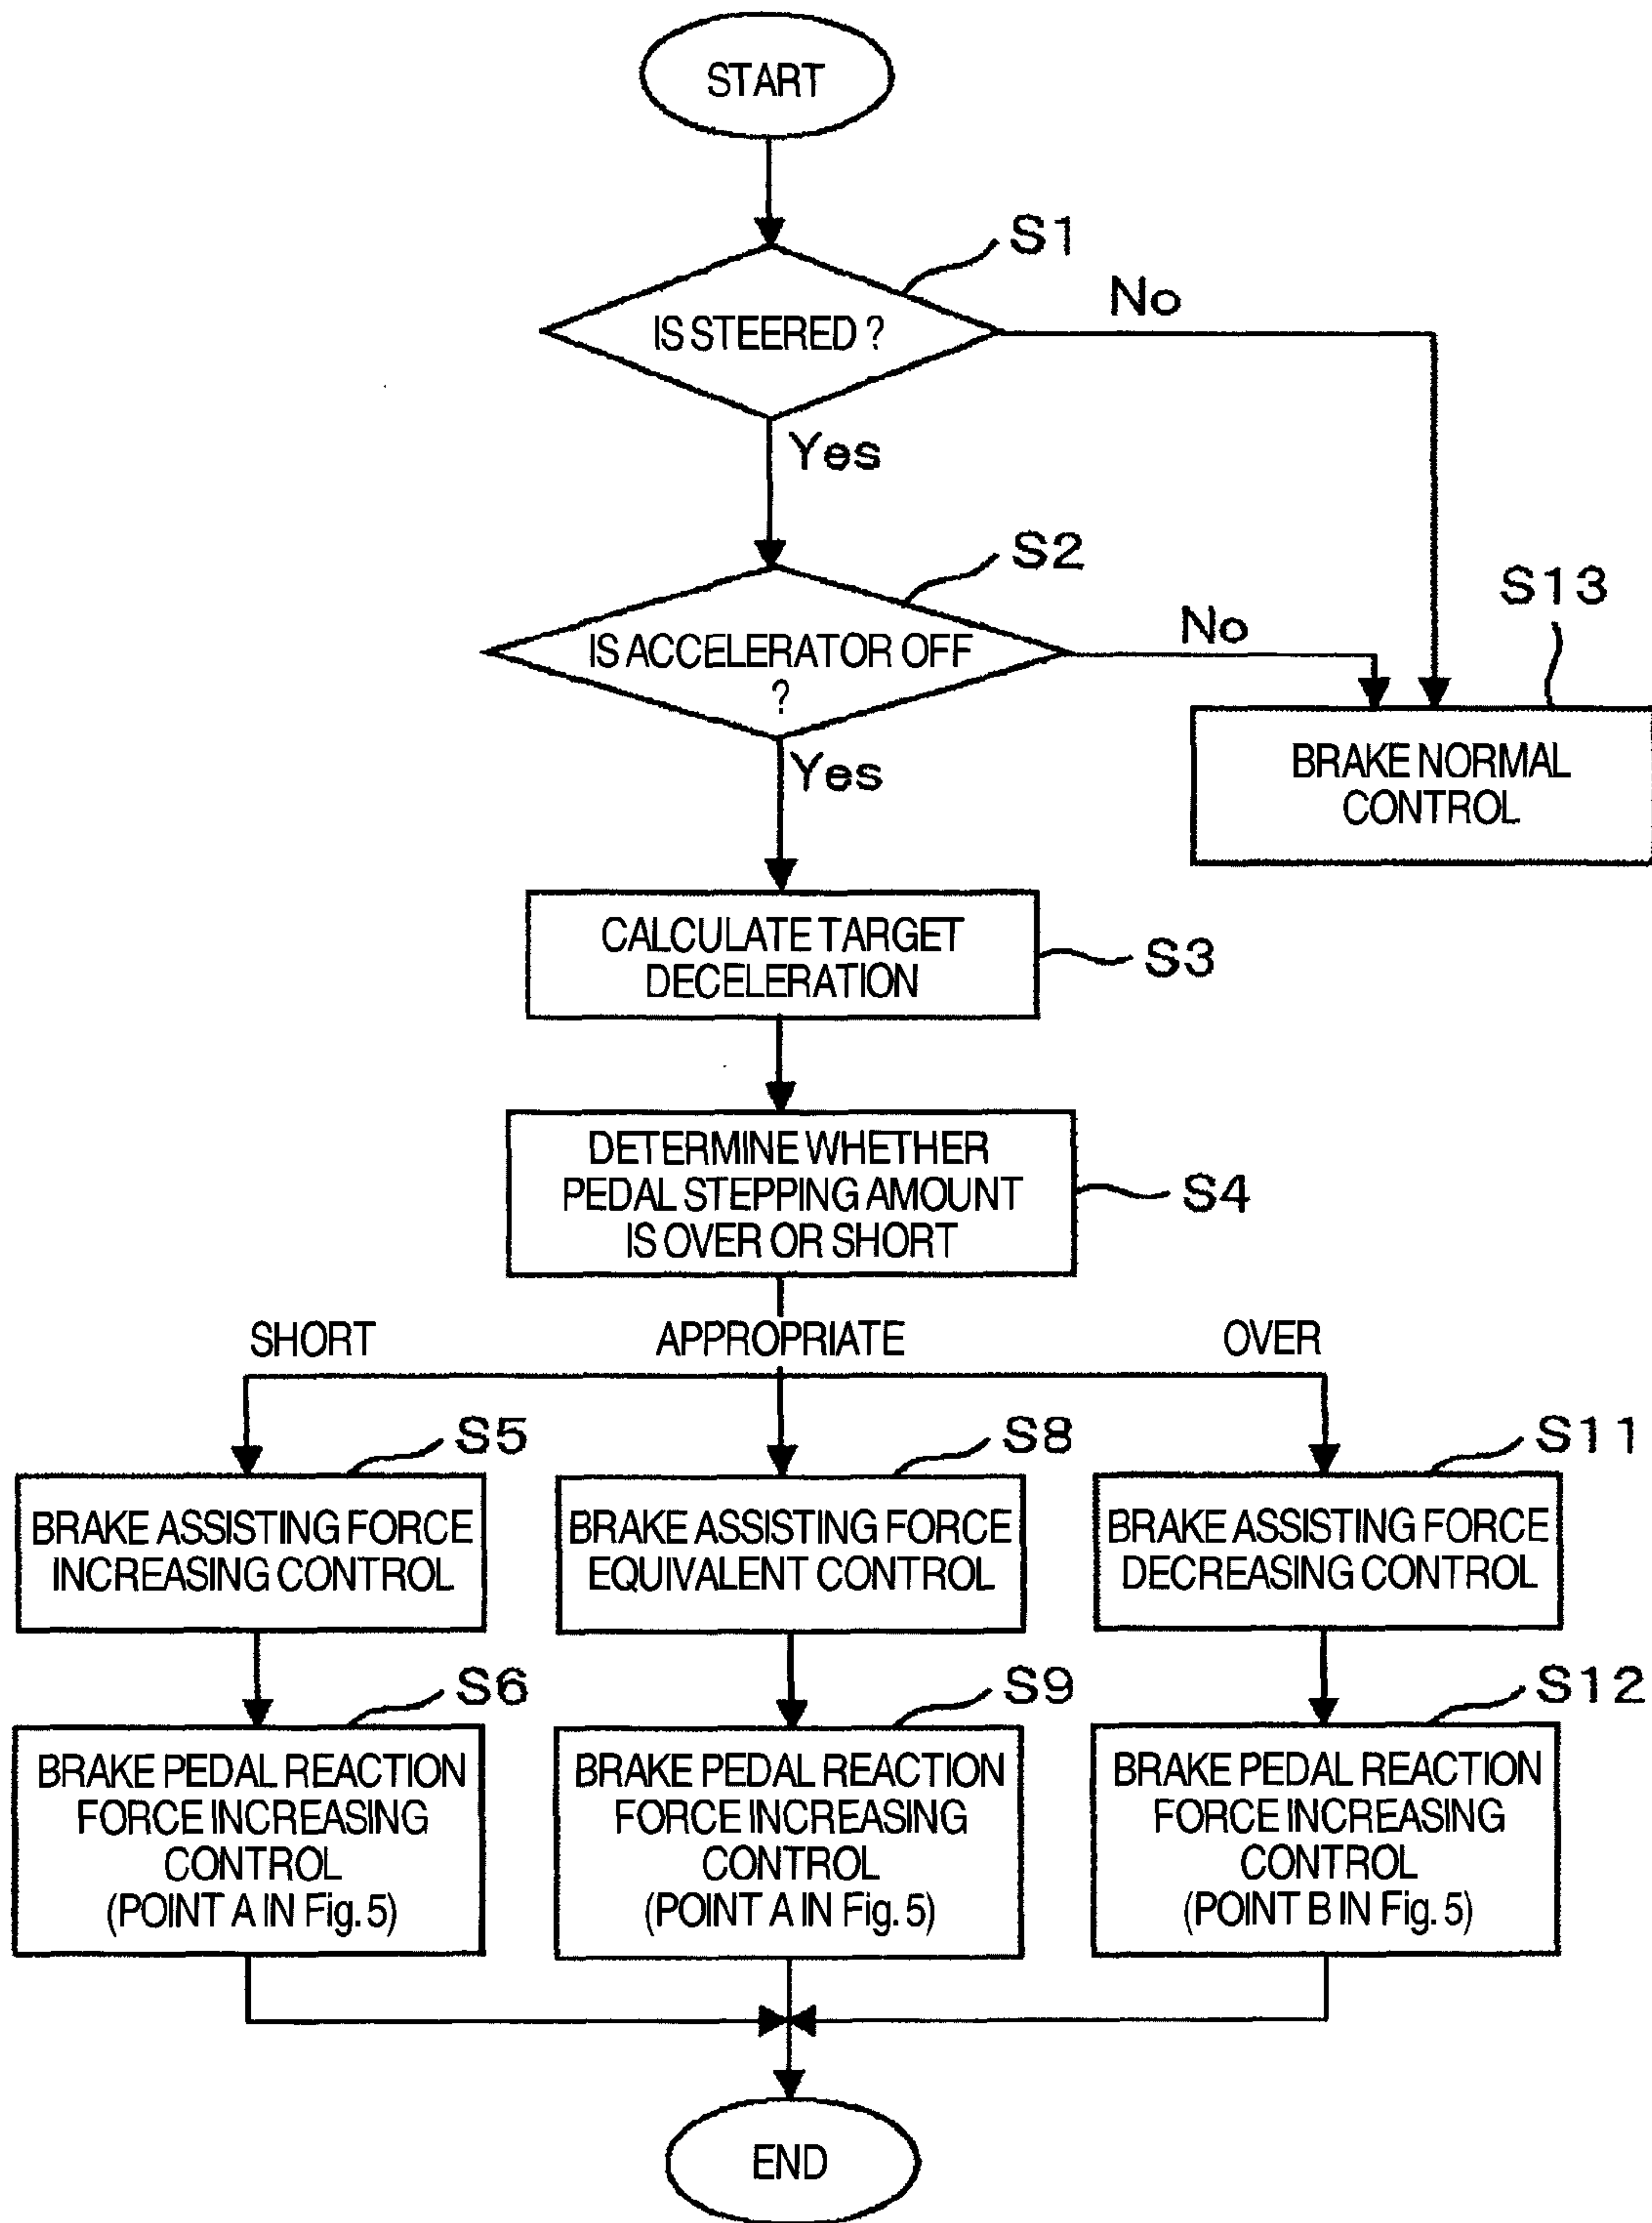 START
S1
No
IS STEERED ?
Yes
S2
S13
No
IS ACCELERATOR OFF
?
Yes
BRAKE NORMAL
CONTROL
CALCULATE TARGET
DECELERATION
S3
DETERMINE WHETHER
PEDAL STEPPING AMOUNT
IS OVER OR SHORT
S4
SHORT
APPROPRIATE
OVER
S5
S8
S11
BRAKE ASSISTING FORCE
INCREASING CONTROL
BRAKE ASSISTING FORCE
EQUIVALENT CONTROL
BRAKE ASSISTING FORCE
DECREASING CONTROL
S6
S9
S12
BRAKE PEDAL REACTION
FORCE INCREASING
CONTROL
(POINT A IN Fig. 5)
BRAKE PEDAL REACTION
FORCE INCREASING
CONTROL
(POINT A IN Fig. 5)
BRAKE PEDAL REACTION
FORCE INCREASING
CONTROL
(POINT B IN Fig. 5)
END